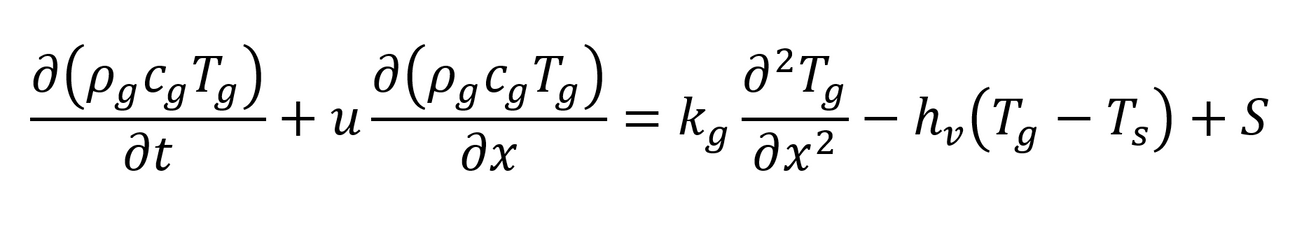 ∂(ρ_g c_g T_g)/∂t + u ∂(ρ_g c_g T_g)/∂x = k_g ∂²T_g/∂x² − h_v(T_g − T_s) + S